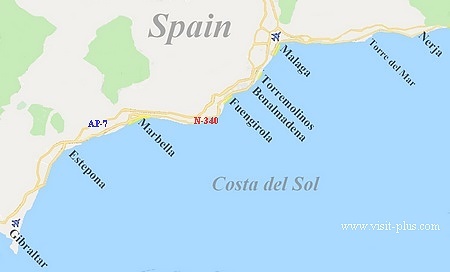 Spain
Nerja
Torre del Mar
Malaga
Torremolinos
Benalmadena
Fuengirola
N-340
AP-7
Marbella
Estepona
Costa del Sol
www.visit-plus.com
Gibraltar